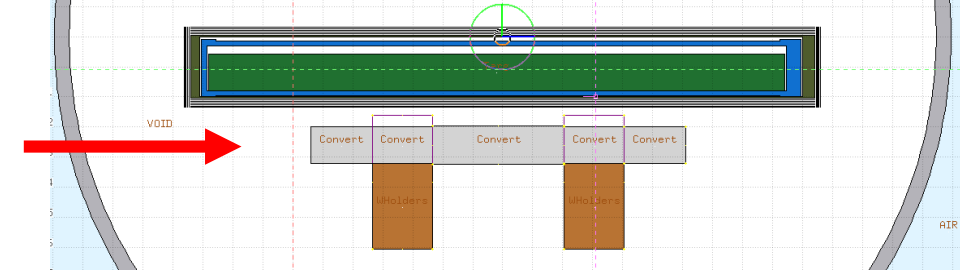 VOID
Convert Convert Convert Convert Convert
WHolders WHolders
AIR